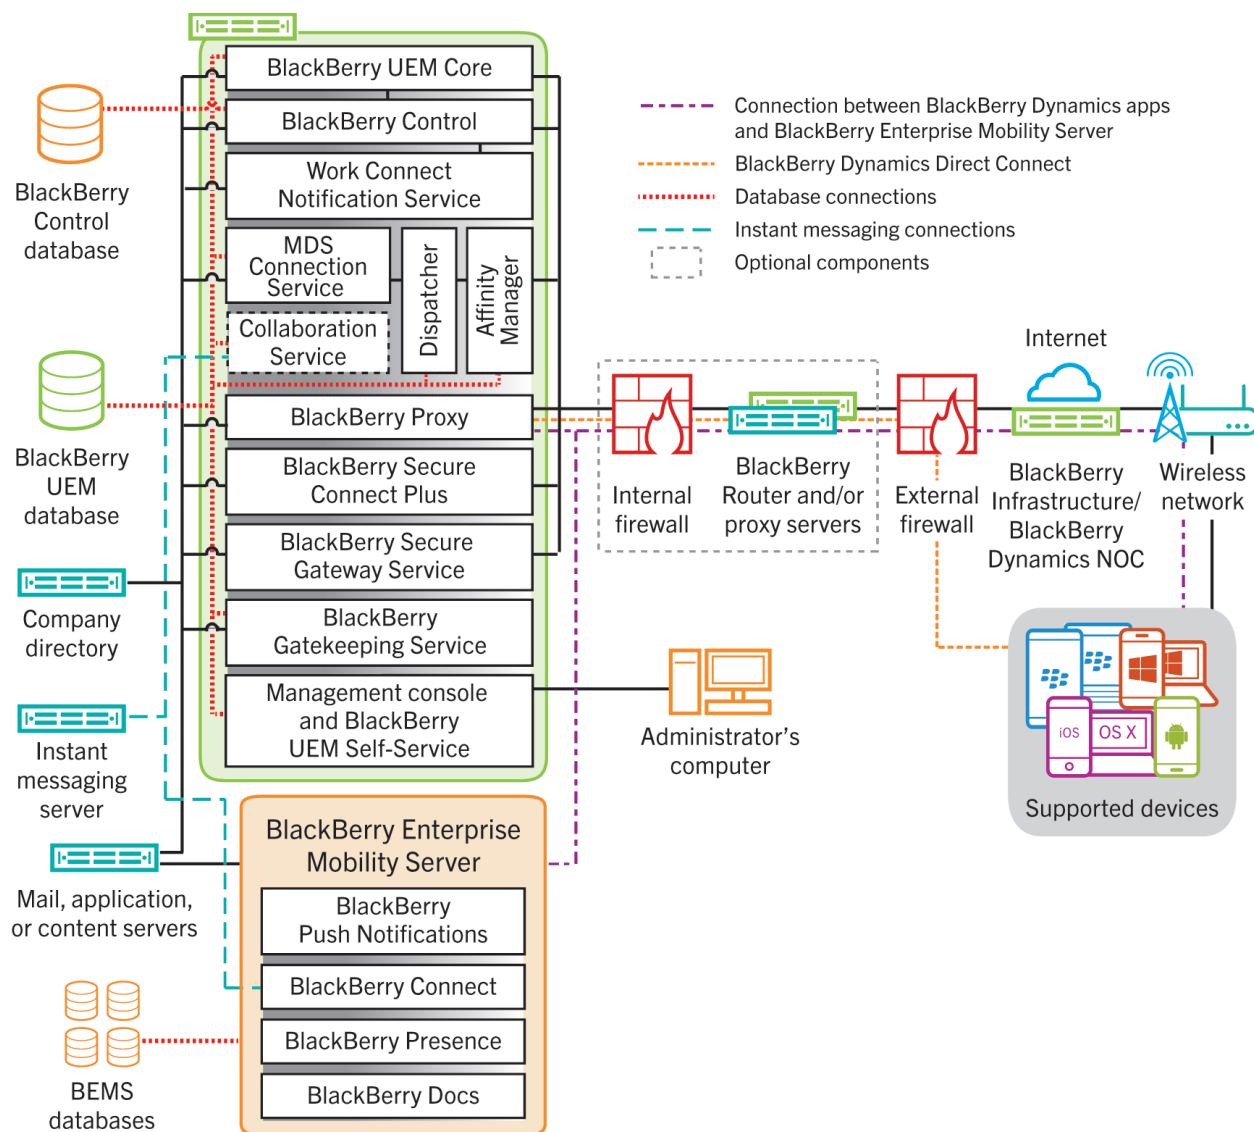 BlackBerry UEM Core
BlackBerry Control
Work Connect
Notification Service
MDS
Connection
Service
Dispatcher
Affinity
Manager
Collaboration
Service
BlackBerry Proxy
BlackBerry Secure
Connect Plus
BlackBerry Secure
Gateway Service
BlackBerry
Gatekeeping Service
Management console
and BlackBerry
UEM Self-Service
BlackBerry
Control
database
BlackBerry
UEM
database
Company
directory
Instant
messaging
server
Mail, application,
or content servers
BEMS
databases
BlackBerry Enterprise
Mobility Server
BlackBerry
Push Notifications
BlackBerry Connect
BlackBerry Presence
BlackBerry Docs
Connection between BlackBerry Dynamics apps
and BlackBerry Enterprise Mobility Server
BlackBerry Dynamics Direct Connect
Database connections
Instant messaging connections
Optional components
Internal
firewall
BlackBerry
Router and/or
proxy servers
External
firewall
Internet
BlackBerry
Infrastructure/
BlackBerry
Dynamics NOC
Wireless
network
Administrator's
computer
iOS
OS X
Supported devices